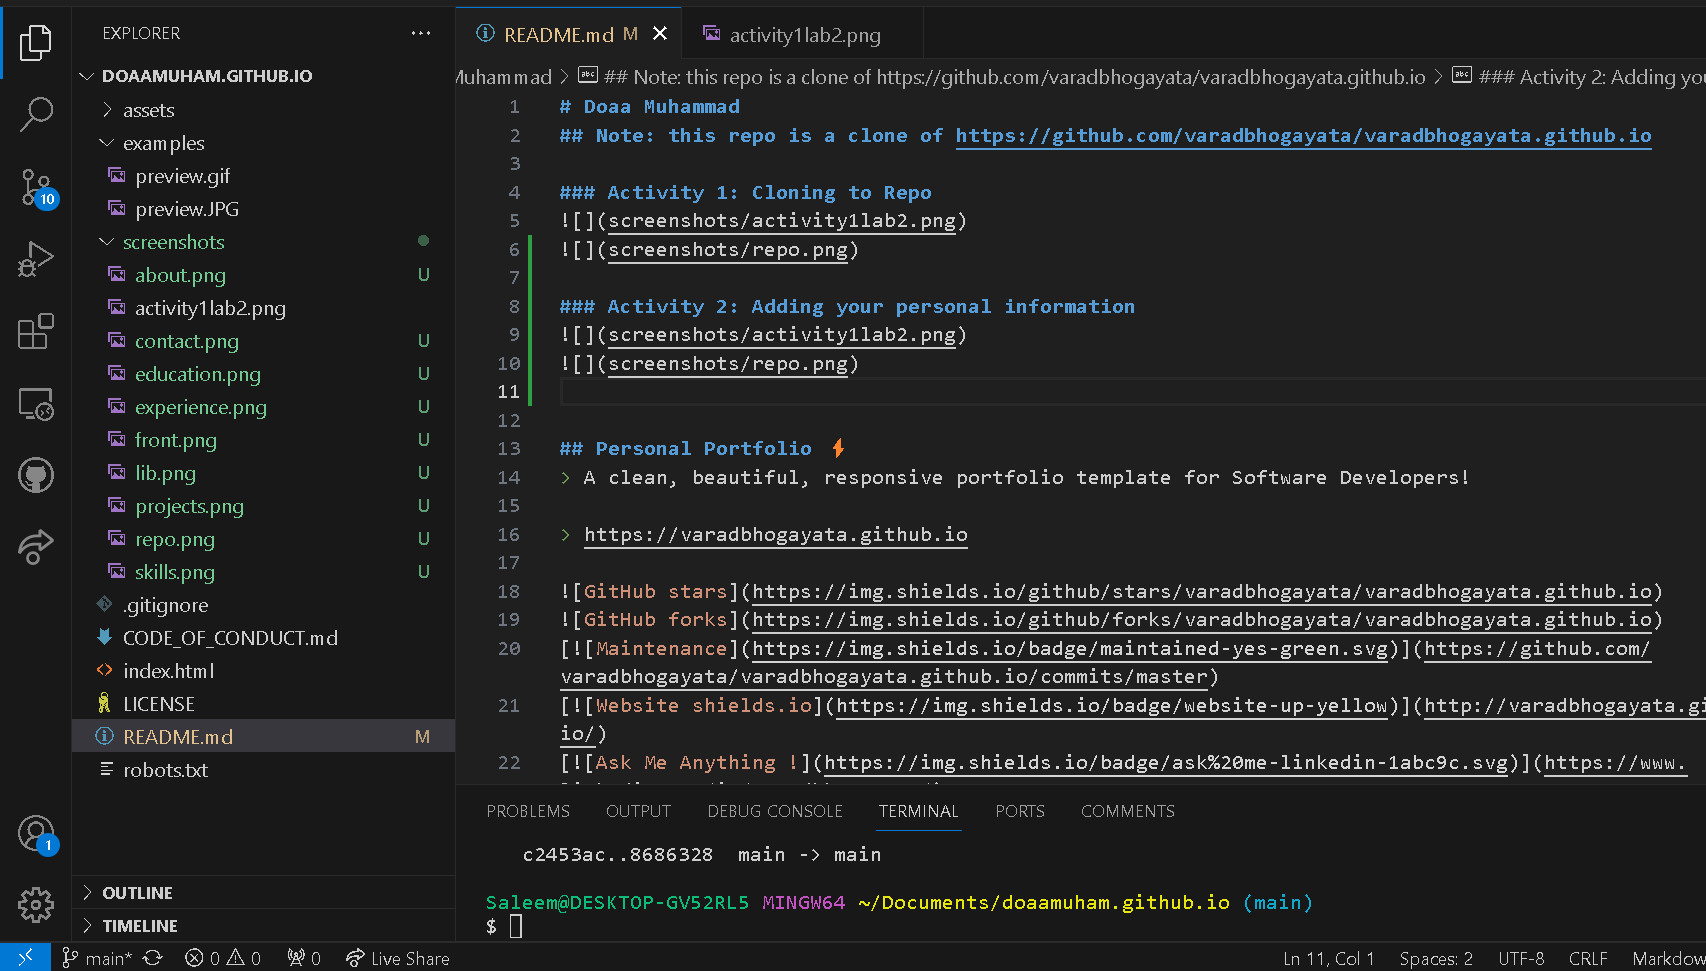 EXPLORER
DOAAMUHAM.GITHUB.IO
assets
examples
preview.gif
preview.JPG
screenshots
about.png U
activity1lab2.png
contact.png U
education.png U
experience.png U
front.png U
lib.png U
projects.png U
repo.png U
skills.png U
.gitignore
CODE_OF_CONDUCT.md
index.html
LICENSE
README.md M
robots.txt
OUTLINE
TIMELINE
10
1
README.md M
activity1lab2.png
Muhammad > ## Note: this repo is a clone of https://github.com/varadbhogayata/varadbhogayata.github.io > ### Activity 2: Adding you
1 # Doaa Muhammad
2 ## Note: this repo is a clone of https://github.com/varadbhogayata/varadbhogayata.github.io
3
4 ### Activity 1: Cloning to Repo
5 ![](screenshots/activity1lab2.png)
6 ![](screenshots/repo.png)
7
8 ### Activity 2: Adding your personal information
9 ![](screenshots/activity1lab2.png)
10 ![](screenshots/repo.png)
11
12
13 ## Personal Portfolio ⚡
14 > A clean, beautiful, responsive portfolio template for Software Developers!
15
16 > https://varadbhogayata.github.io
17
18 ![GitHub stars](https://img.shields.io/github/stars/varadbhogayata/varadbhogayata.github.io)
19 ![GitHub forks](https://img.shields.io/github/forks/varadbhogayata/varadbhogayata.github.io)
20 [![Maintenance](https://img.shields.io/badge/maintained-yes-green.svg)](https://github.com/
varadbhogayata/varadbhogayata.github.io/commits/master)
21 [![Website shields.io](https://img.shields.io/badge/website-up-yellow)](http://varadbhogayata.gi
io/)
22 [![Ask Me Anything !](https://img.shields.io/badge/ask%20me-linkedin-1abc9c.svg)](https://www.
PROBLEMS OUTPUT DEBUG CONSOLE TERMINAL PORTS COMMENTS
c2453ac..8686328 main -> main
Saleem@DESKTOP-GV52RL5 MINGW64 ~/Documents/doaamuham.github.io (main)
$
main* 0 0 0 Live Share Ln 11, Col 1 Spaces: 2 UTF-8 CRLF Markdow